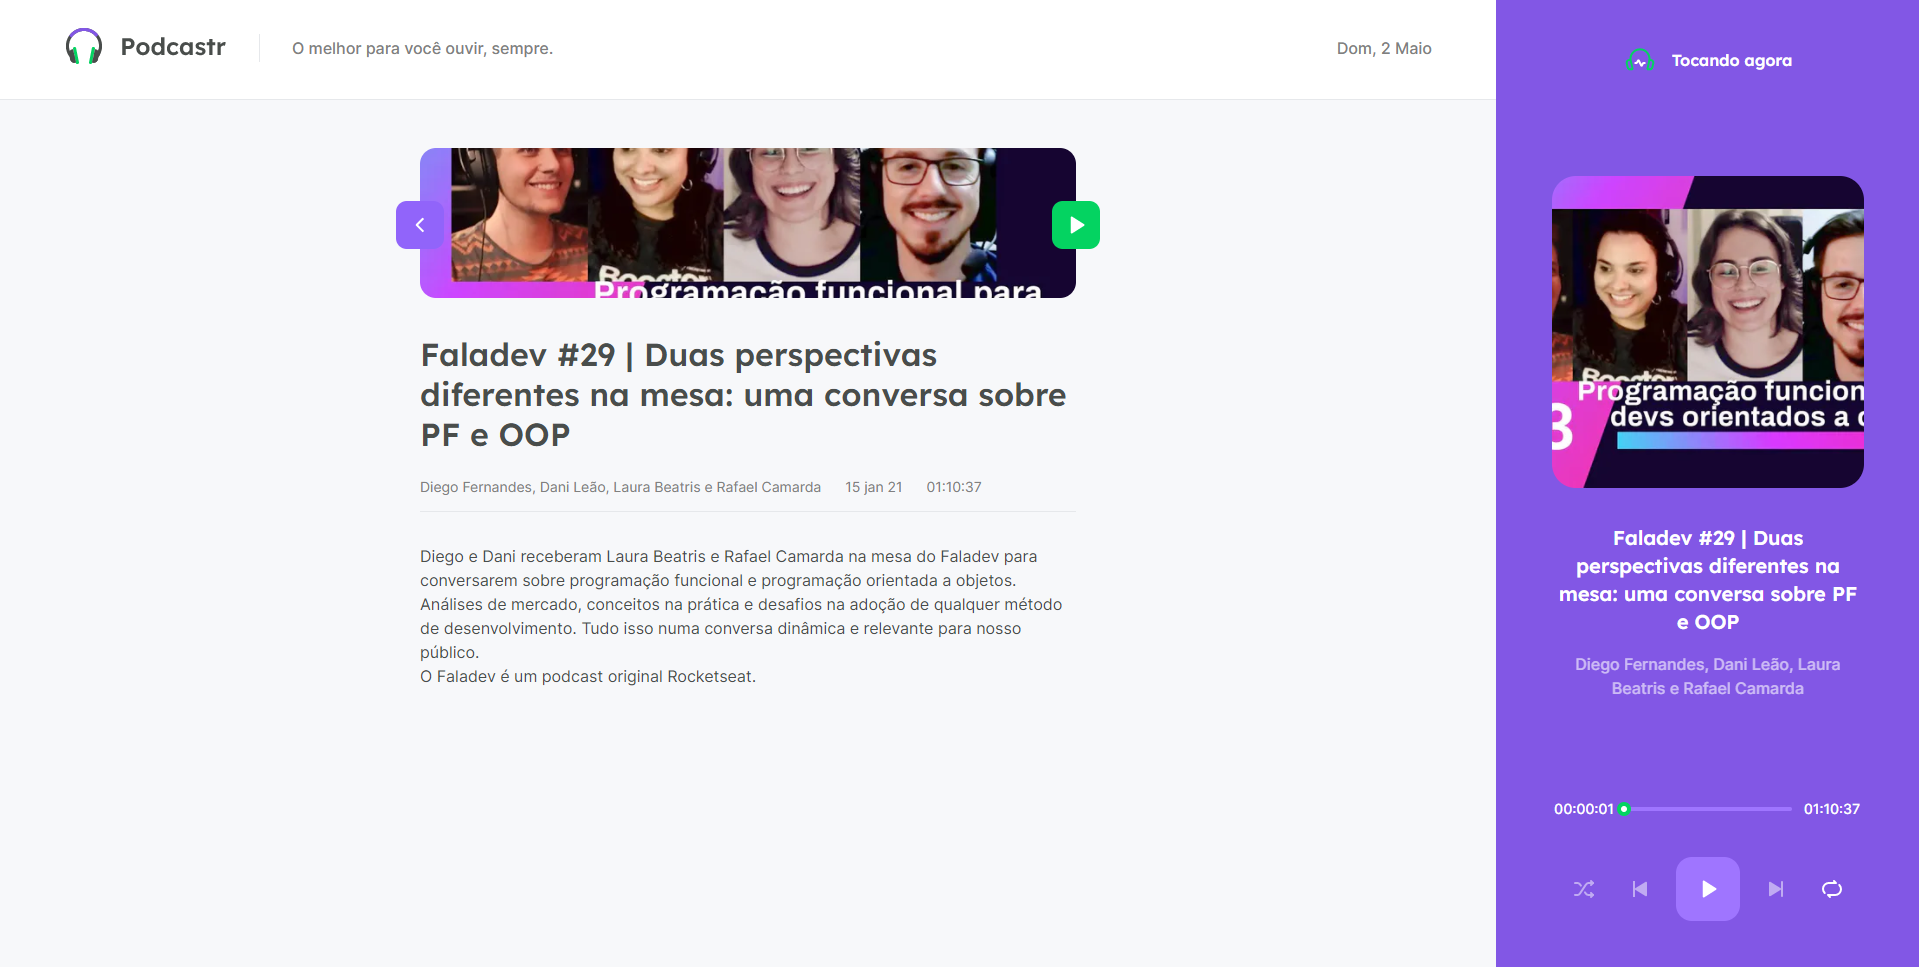 Podcastr
O melhor para você ouvir, sempre.
Dom, 2 Maio
Programação funcional para
Faladev #29 | Duas perspectivas
diferentes na mesa: uma conversa sobre
PF e OOP
Diego Fernandes, Dani Leão, Laura Beatris e Rafael Camarda 15 jan 21 01:10:37
Diego e Dani receberam Laura Beatris e Rafael Camarda na mesa do Faladev para
conversarem sobre programação funcional e programação orientada a objetos.
Análises de mercado, conceitos na prática e desafios na adoção de qualquer método
de desenvolvimento. Tudo isso numa conversa dinâmica e relevante para nosso
público.
O Faladev é um podcast original Rocketseat.
Tocando agora
Programação funcion
devs orientados a
3
Faladev #29 | Duas
perspectivas diferentes na
mesa: uma conversa sobre PF
e OOP
Diego Fernandes, Dani Leão, Laura
Beatris e Rafael Camarda
00:00:01 01:10:37